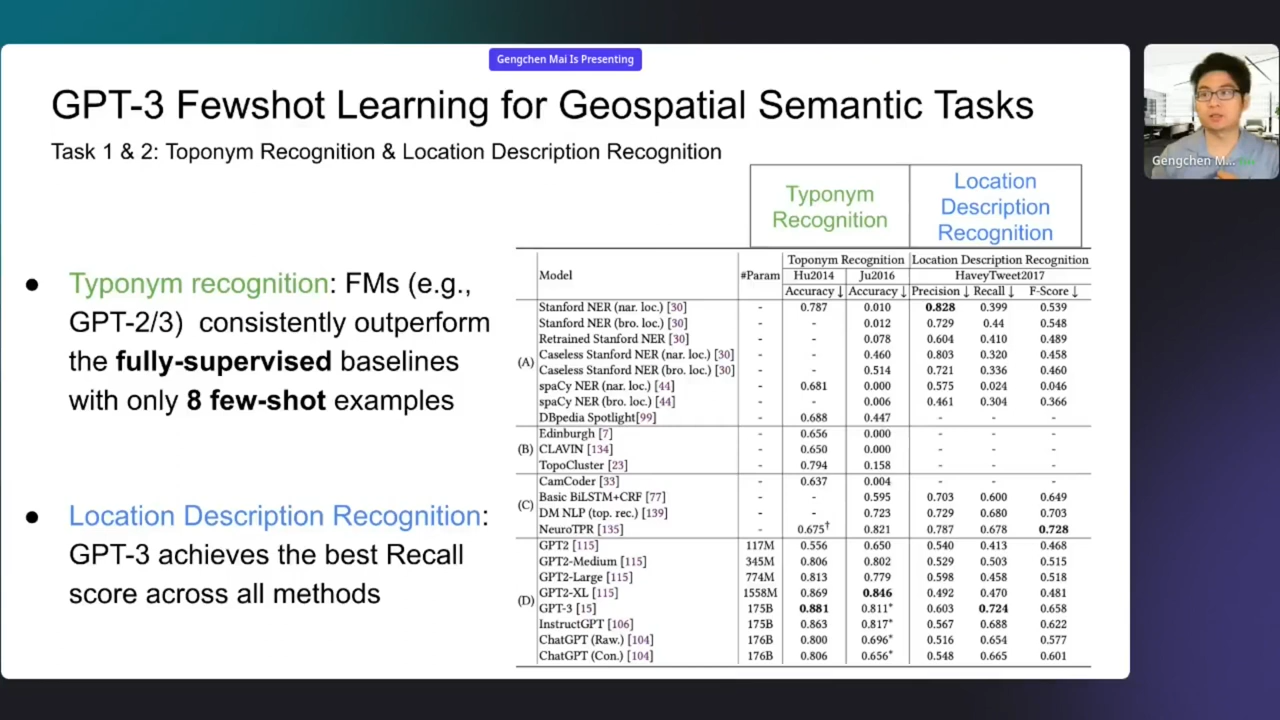 Gengchen Mai Is Presenting
GPT-3 Fewshot Learning for Geospatial Semantic Tasks
Task 1 & 2: Toponym Recognition & Location Description Recognition
Gengchen M...
● Typonym recognition: FMs (e.g.,
GPT-2/3) consistently outperform
the fully-supervised baselines
with only 8 few-shot examples
● Location Description Recognition:
GPT-3 achieves the best Recall
score across all methods
Typonym
Recognition
Location
Description
Recognition
Toponym Recognition Location Description Recognition
Model #Param Hu2014 Ju2016 HaveyTweet2017
Accuracy ↓ Accuracy ↓ Precision ↓ Recall ↓ F-Score ↓
(A)
Stanford NER (nar. loc.) [30] - 0.787 0.010 0.828 0.399 0.539
Stanford NER (bro. loc.) [30] - - 0.012 0.729 0.44 0.548
Retrained Stanford NER [30] - - 0.078 0.604 0.410 0.489
Caseless Stanford NER (nar. loc.) [30] - - 0.460 0.803 0.320 0.458
Caseless Stanford NER (bro. loc.) [30] - - 0.514 0.721 0.336 0.460
spaCy NER (nar. loc.) [44] - 0.681 0.000 0.575 0.024 0.046
spaCy NER (bro. loc.) [44] - - 0.006 0.461 0.304 0.366
DBpedia Spotlight[99] - 0.688 0.447 - - -
(B)
Edinburgh [7] - 0.656 0.000 - - -
CLAVIN [134] - 0.650 0.000 - - -
TopoCluster [23] - 0.794 0.158 - - -
(C)
CamCoder [33] - 0.637 0.004 - - -
Basic BiLSTM+CRF [77] - - 0.595 0.703 0.600 0.649
DM NLP (top. rec.) [139] - - 0.723 0.729 0.680 0.703
NeuroTPR [135] - 0.675† 0.821 0.787 0.678 0.728
(D)
GPT2 [115] 117M 0.556 0.650 0.540 0.413 0.468
GPT2-Medium [115] 345M 0.806 0.802 0.529 0.503 0.515
GPT2-Large [115] 774M 0.813 0.779 0.598 0.458 0.518
GPT2-XL [115] 1558M 0.869 0.846 0.492 0.470 0.481
GPT-3 [15] 175B 0.881 0.811* 0.603 0.724 0.658
InstructGPT [106] 175B 0.863 0.817* 0.567 0.688 0.622
ChatGPT (Raw.) [104] 176B 0.800 0.696* 0.516 0.654 0.577
ChatGPT (Con.) [104] 176B 0.806 0.656* 0.548 0.665 0.601